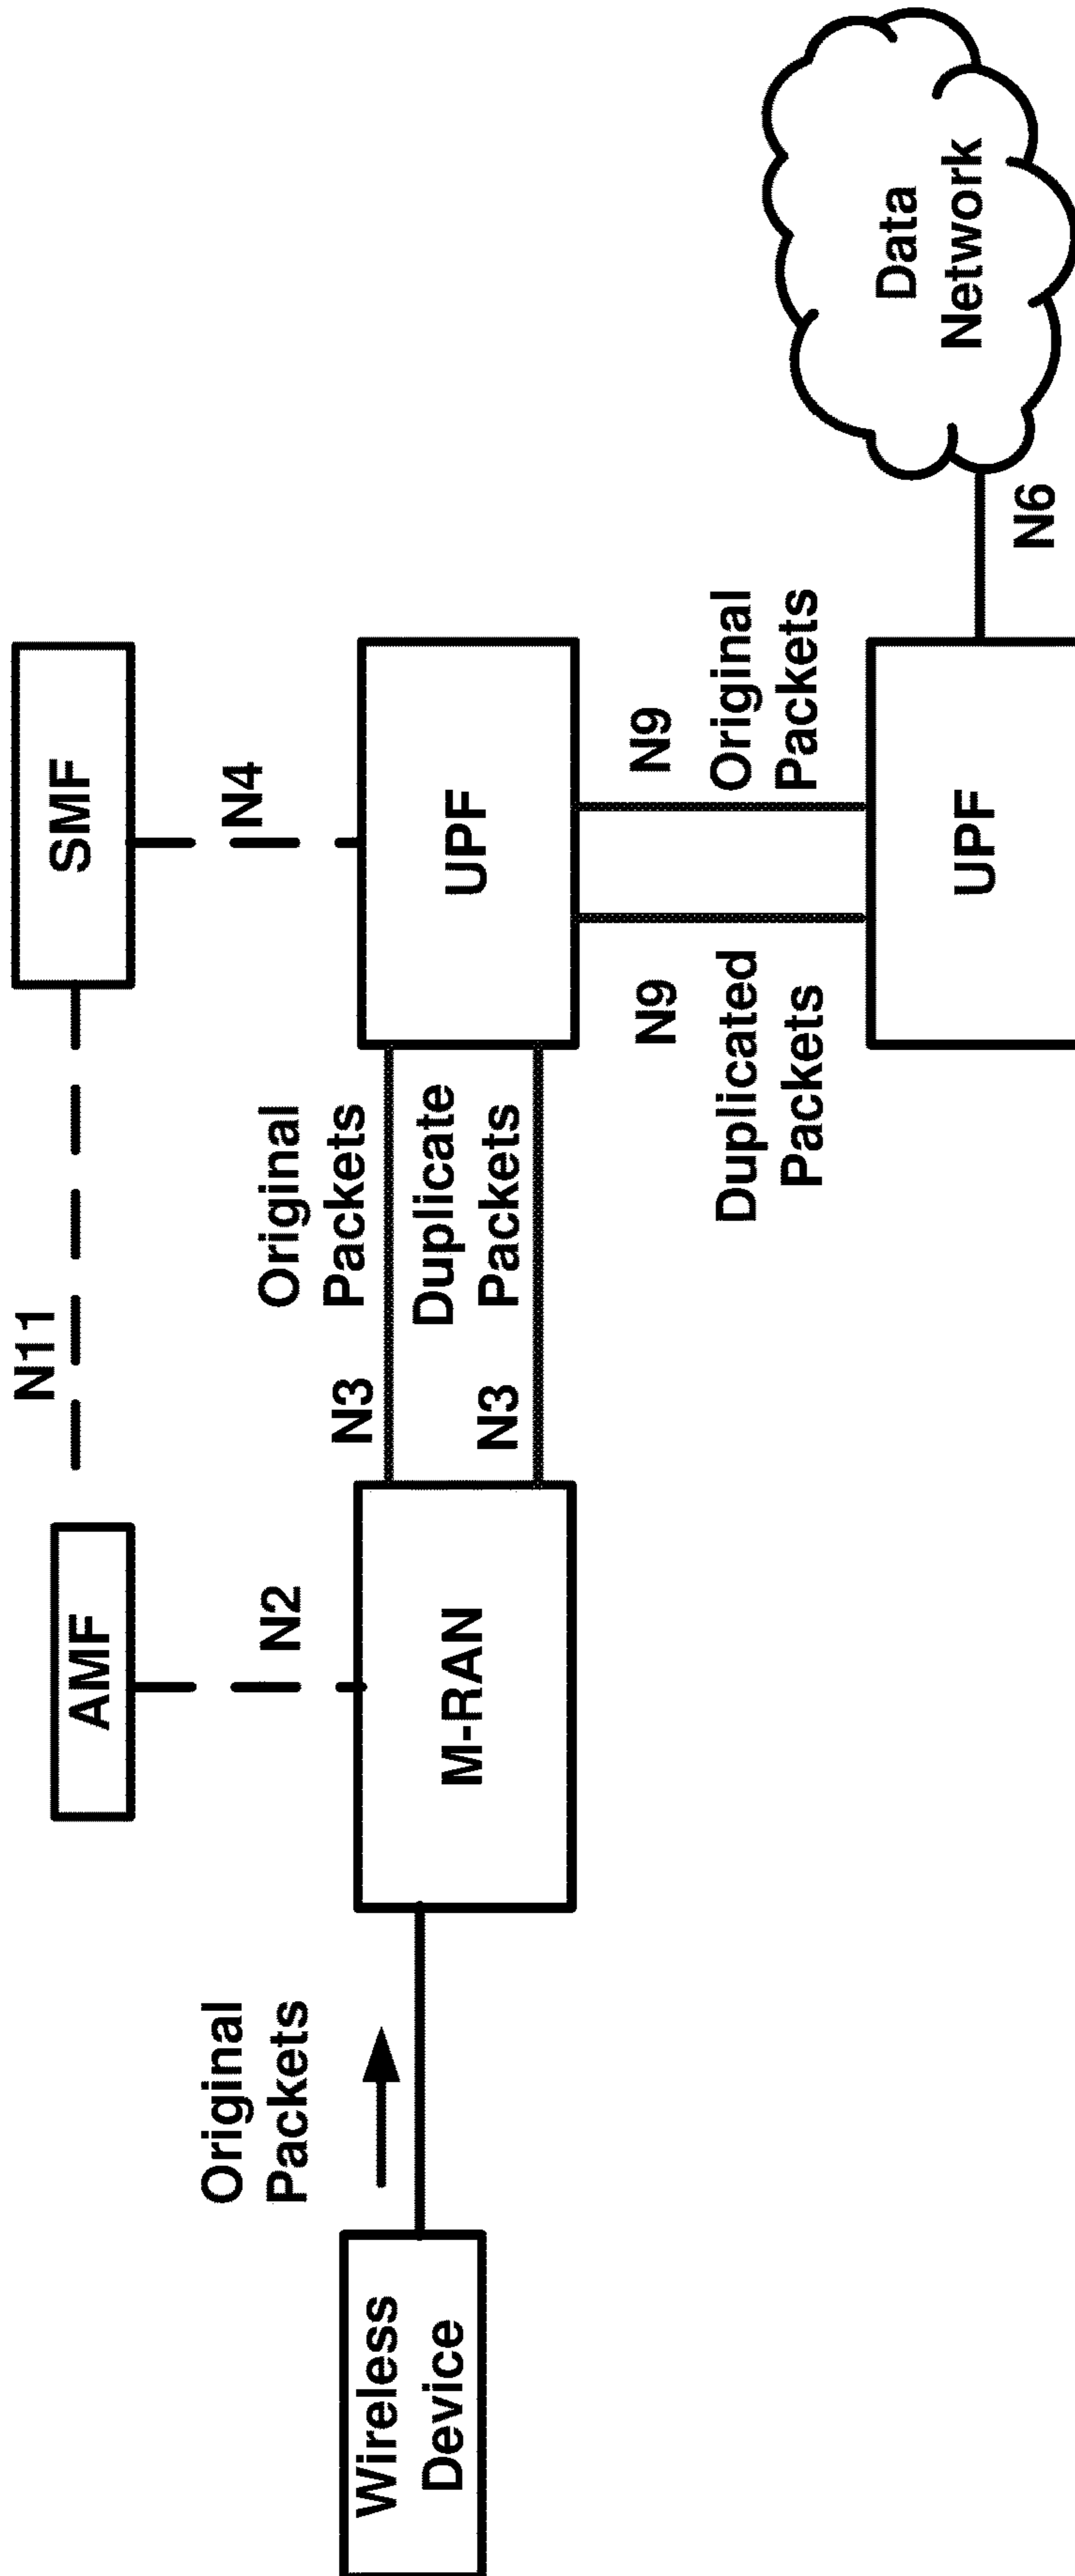 N11
AMF
SMF
N2
N4
Original
Packets
Wireless
Device
M-RAN
N3
Original
Packets
N3
Duplicate
Packets
UPF
N9
Duplicated
Packets
N9
Original
Packets
UPF
N6
Data
Network